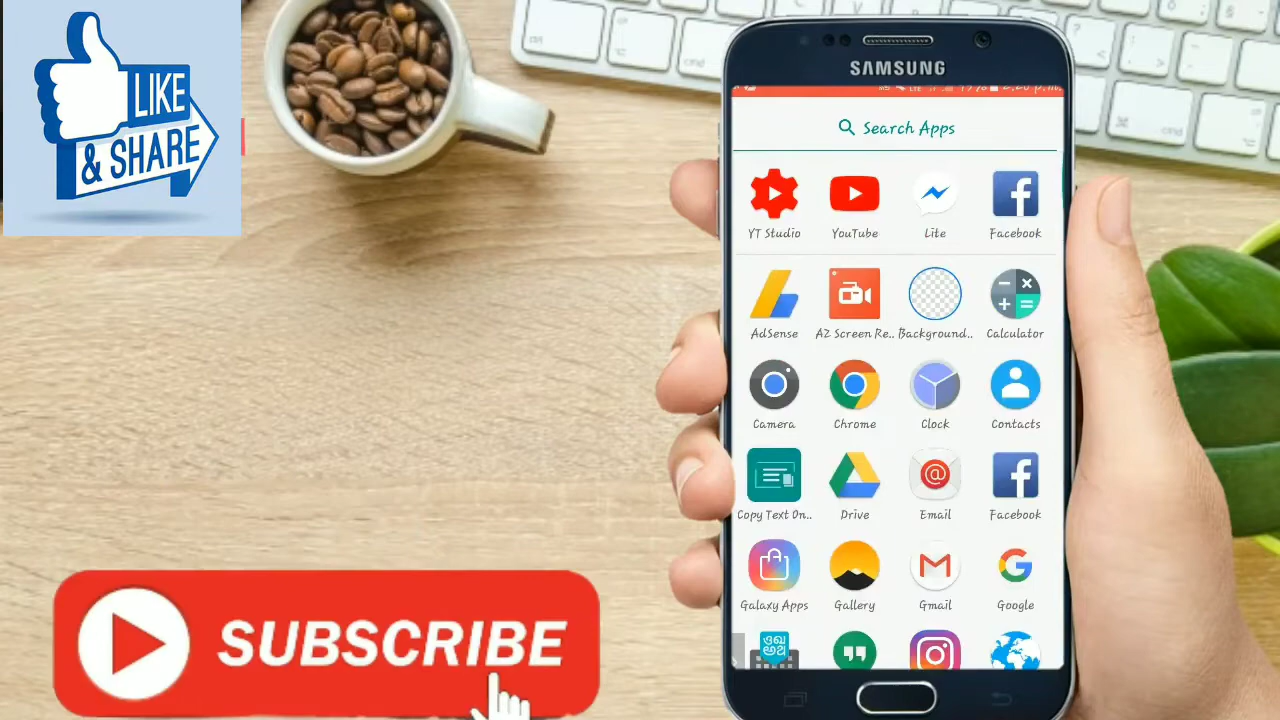 LIKE
& SHARE
SAMSUNG
Search Apps
YT Studio
YouTube
Lite
Facebook
AdSense
AZ Screen Re..
Background..
Calculator
Camera
Chrome
Clock
Contacts
Copy Text On..
Drive
Email
Facebook
Galaxy Apps
Gallery
Gmail
Google
SUBSCRIBE